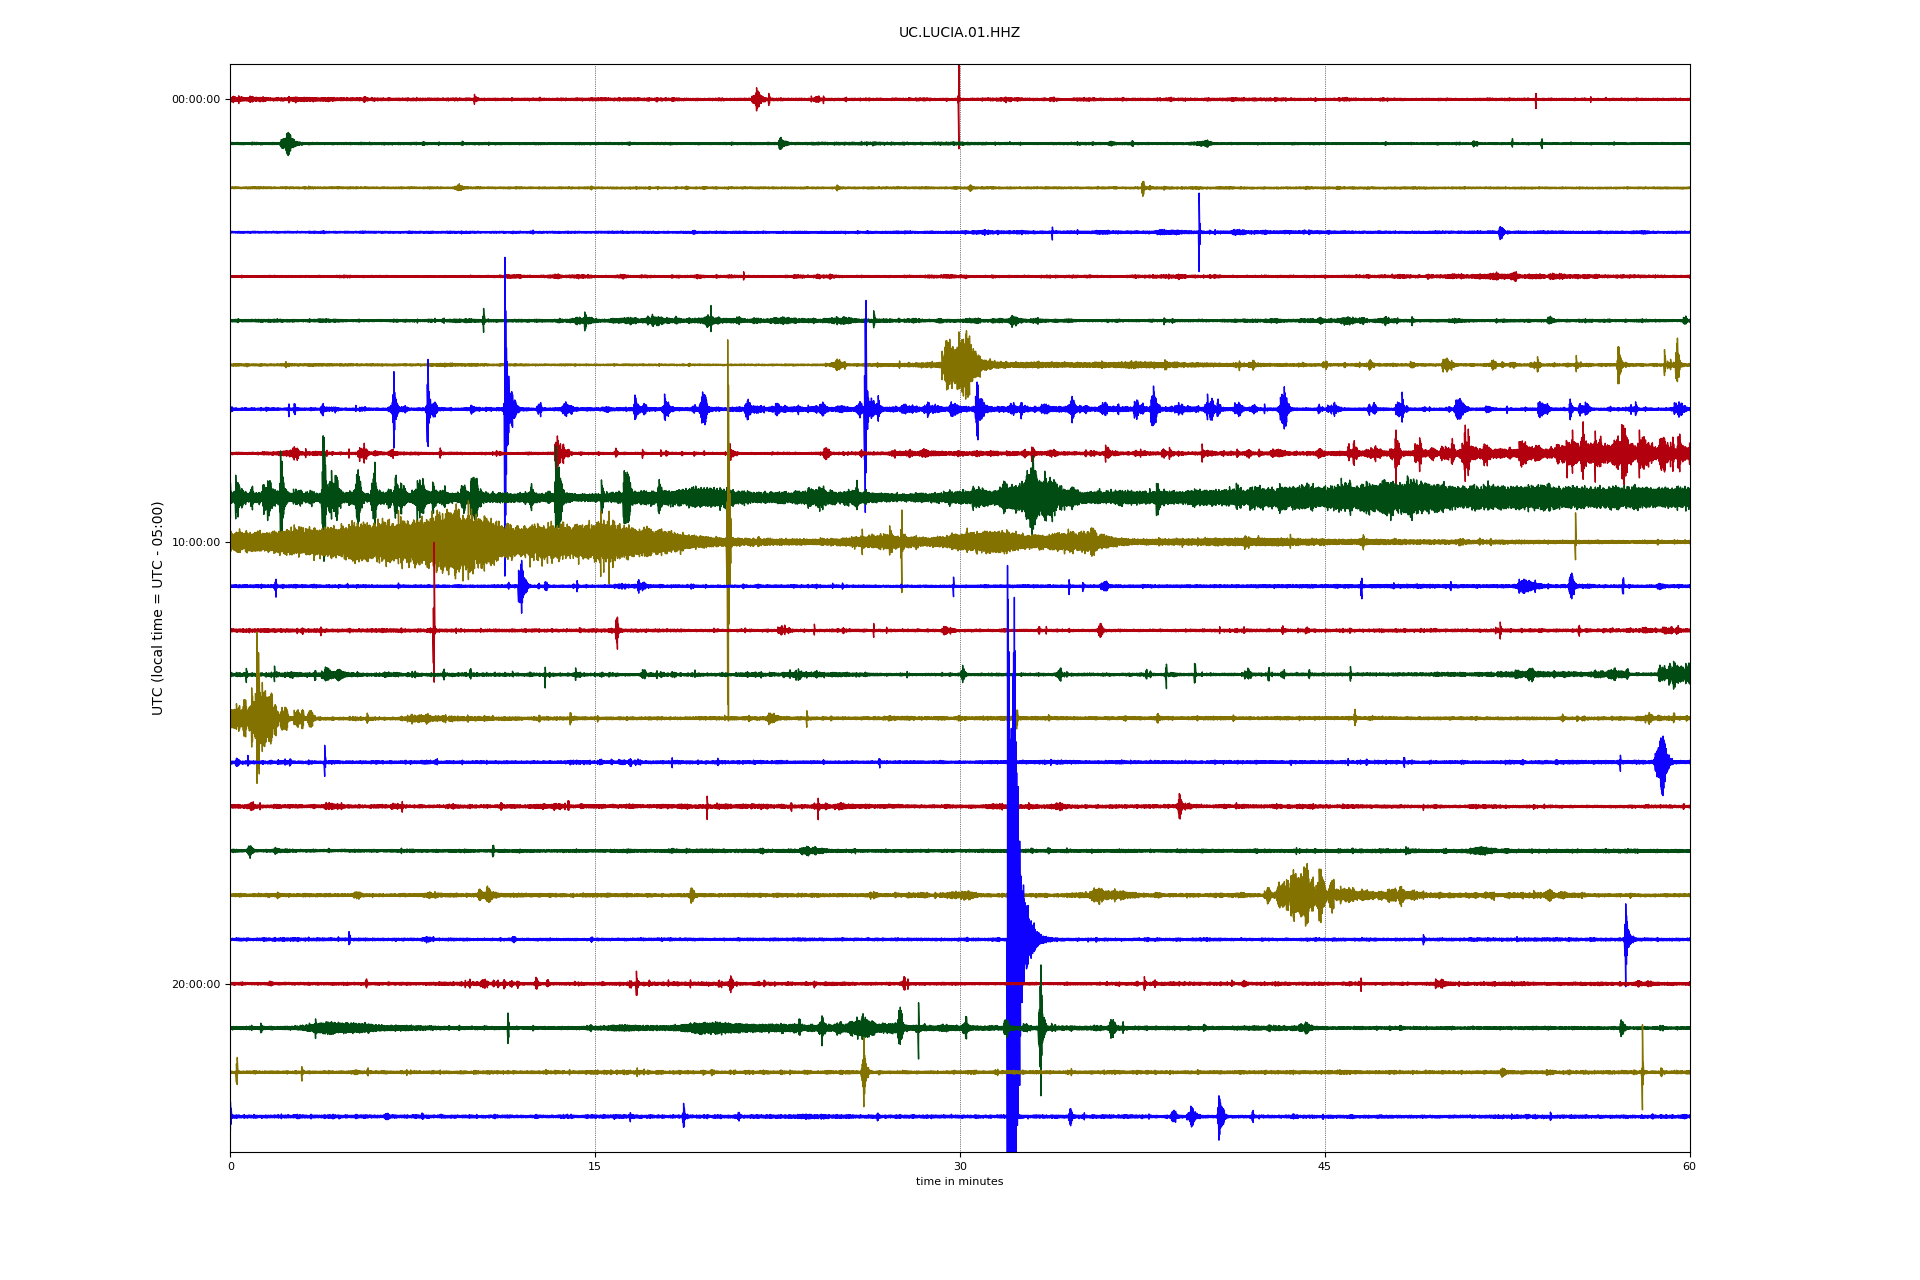 UC.LUCIA.01.HHZ
00:00:00
10:00:00
20:00:00
UTC (local time = UTC - 05:00)
0 15 30 45 60
time in minutes